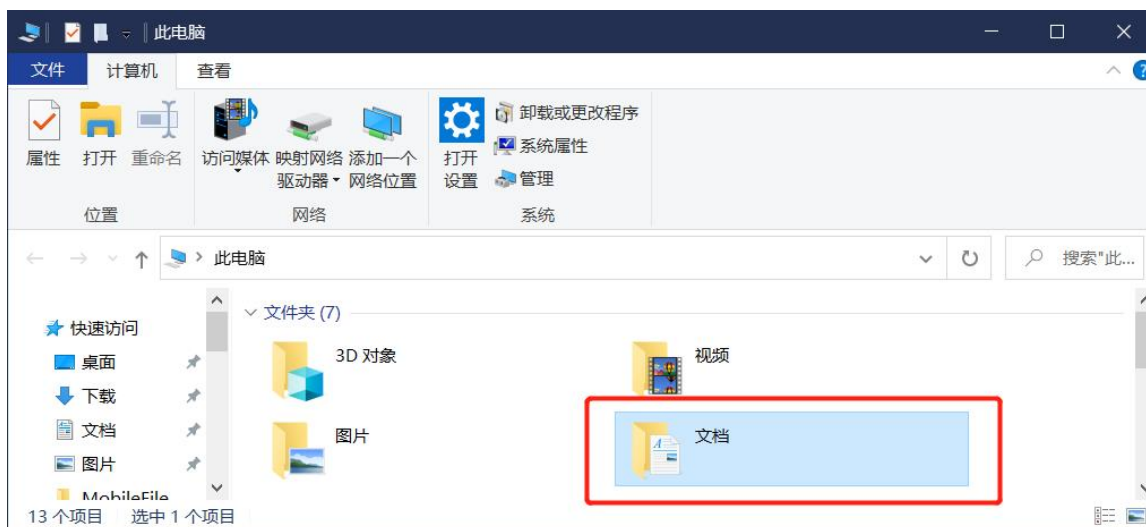 此电脑
文件 计算机 查看
属性 打开 重命名 访问媒体 映射网络驱动器 添加一个网络位置 打开设置 卸载或更改程序
系统属性
管理
位置 网络 系统
此电脑 搜索"此...
快速访问 文件夹 (7)
桌面 3D 对象 视频
下载
文档 图片 文档
图片
MobileFile
13 个项目 选中 1 个项目